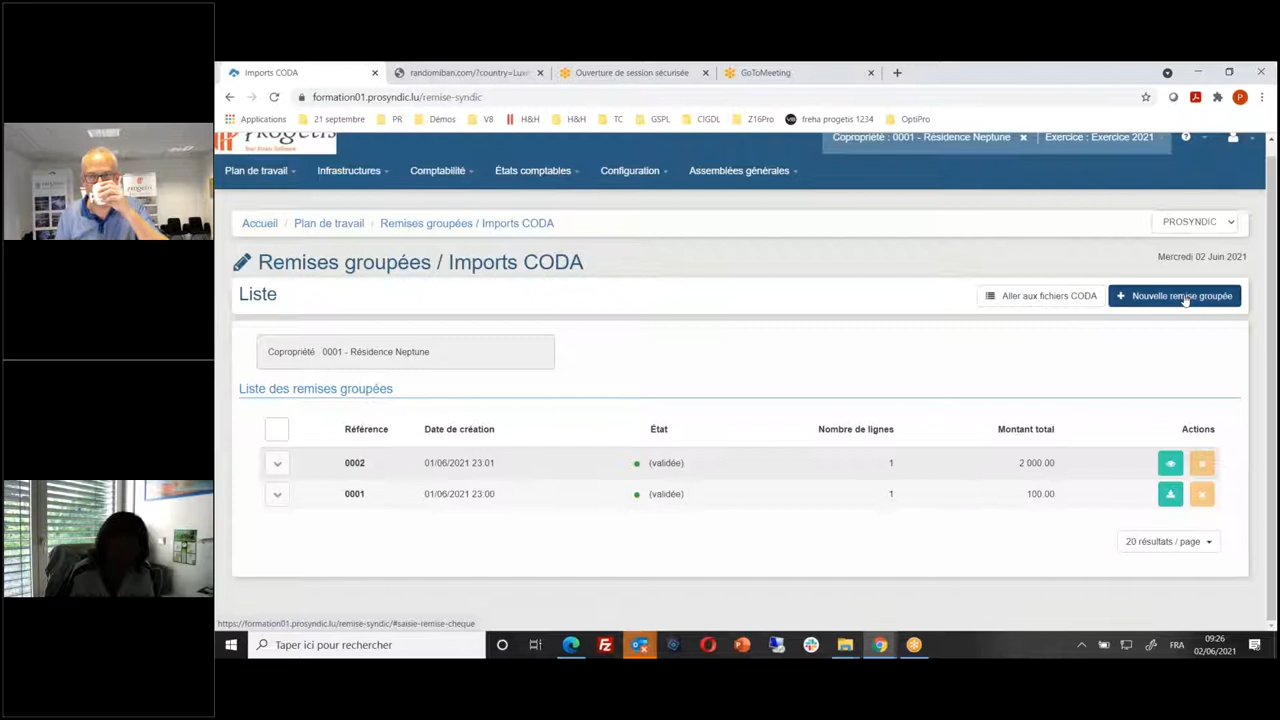 Imports CODA
randomiban.com/?country=Lux
Ouverture de session sécurisée
GoToMeeting
formation01.prosyndic.lu/remise-syndic
Applications
21 septembre
PR
Démos
V8
H&H
H&H
TC
GSPL
CIGDL
Z16Pro
freha progetis 1234
OptiPro
Copropriété : 0001 - Résidence Neptune
Exercice : Exercice 2021
Plan de travail
Infrastructures
Comptabilité
États comptables
Configuration
Assemblées générales
Accueil / Plan de travail / Remises groupées / Imports CODA
PROSYNDIC
Remises groupées / Imports CODA
Mercredi 02 Juin 2021
Liste
Aller aux fichiers CODA
Nouvelle remise groupée
Copropriété 0001 - Résidence Neptune
Liste des remises groupées
Référence Date de création État Nombre de lignes Montant total Actions
0002 01/06/2021 23:01 (validée) 1 2 000.00
0001 01/06/2021 23:00 (validée) 1 100.00
20 résultats / page
https://formation01.prosyndic.lu/remise-syndic/#saisie-remise-cheque
Taper ici pour rechercher
FRA
09:26
02/06/2021